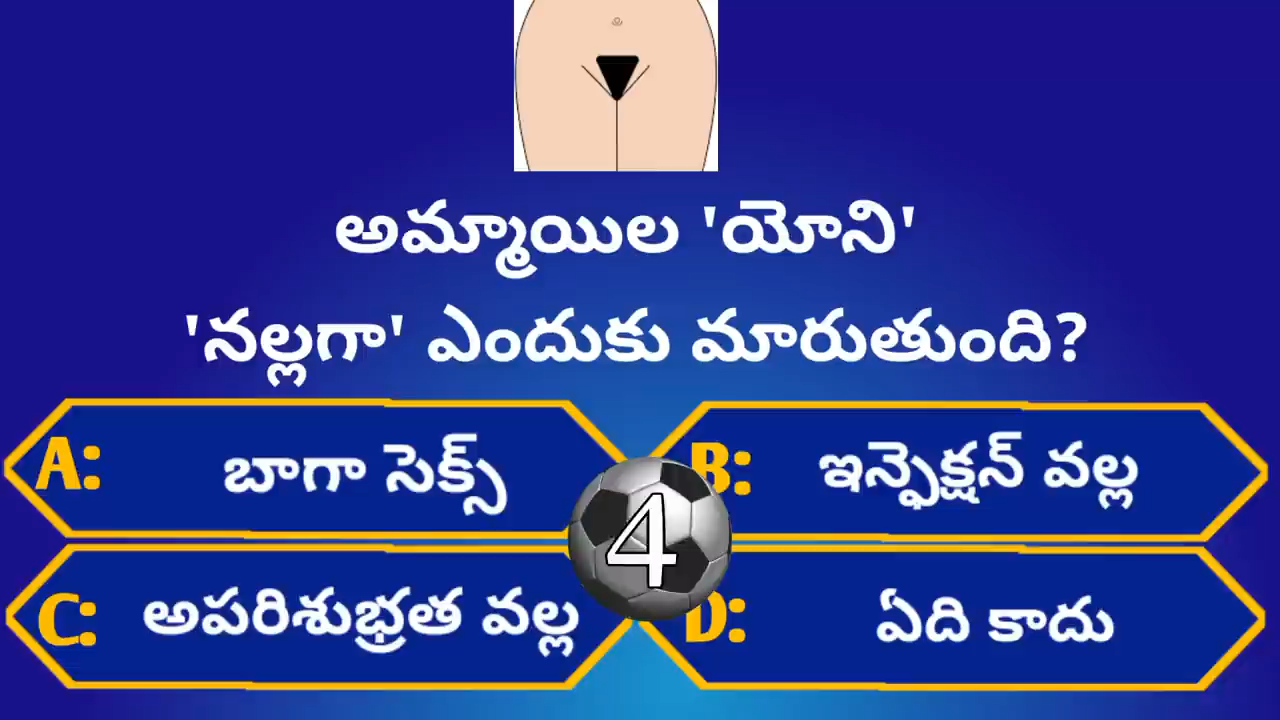 అమ్మాయిల 'యోని'
'నల్లగా' ఎందుకు మారుతుంది?
A: బాగా సెక్స్
B: ఇన్ఫెక్షన్ వల్ల
4
C: అపరిశుభ్రత వల్ల
D: ఏది కాదు